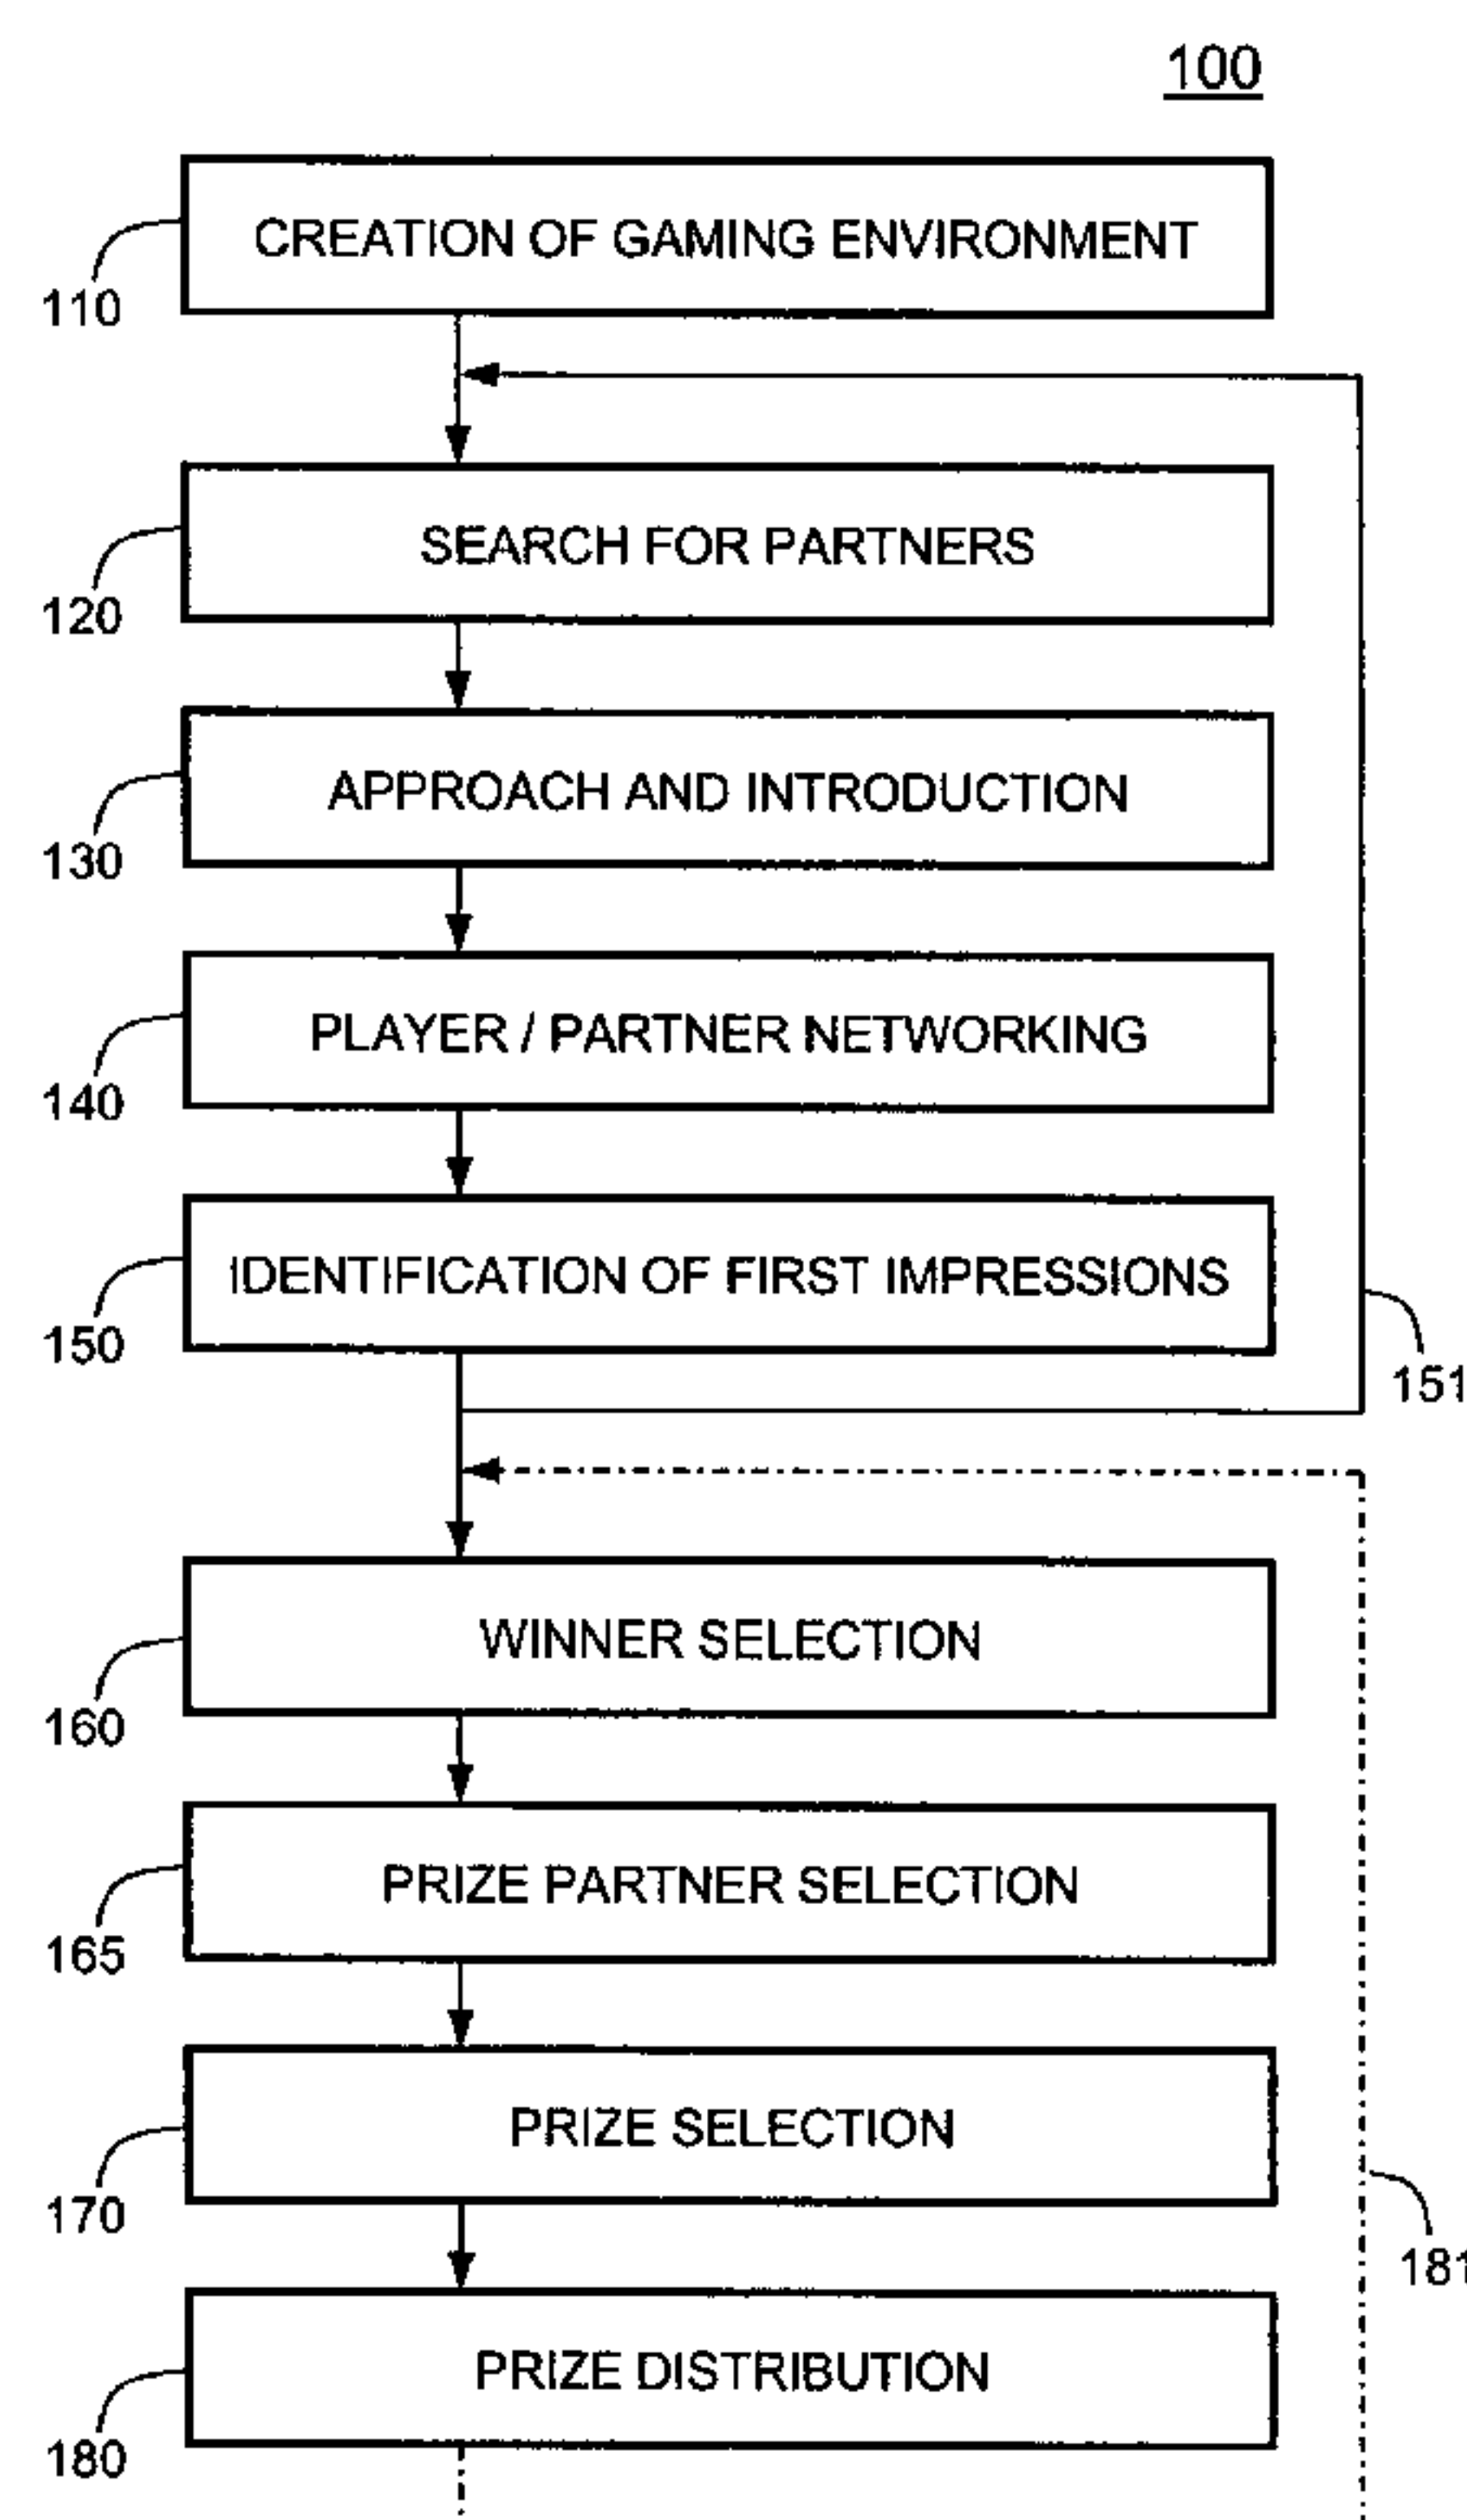 100
CREATION OF GAMING ENVIRONMENT
110
SEARCH FOR PARTNERS
120
APPROACH AND INTRODUCTION
130
PLAYER / PARTNER NETWORKING
140
IDENTIFICATION OF FIRST IMPRESSIONS
150
151
WINNER SELECTION
160
PRIZE PARTNER SELECTION
165
PRIZE SELECTION
170
181
PRIZE DISTRIBUTION
180